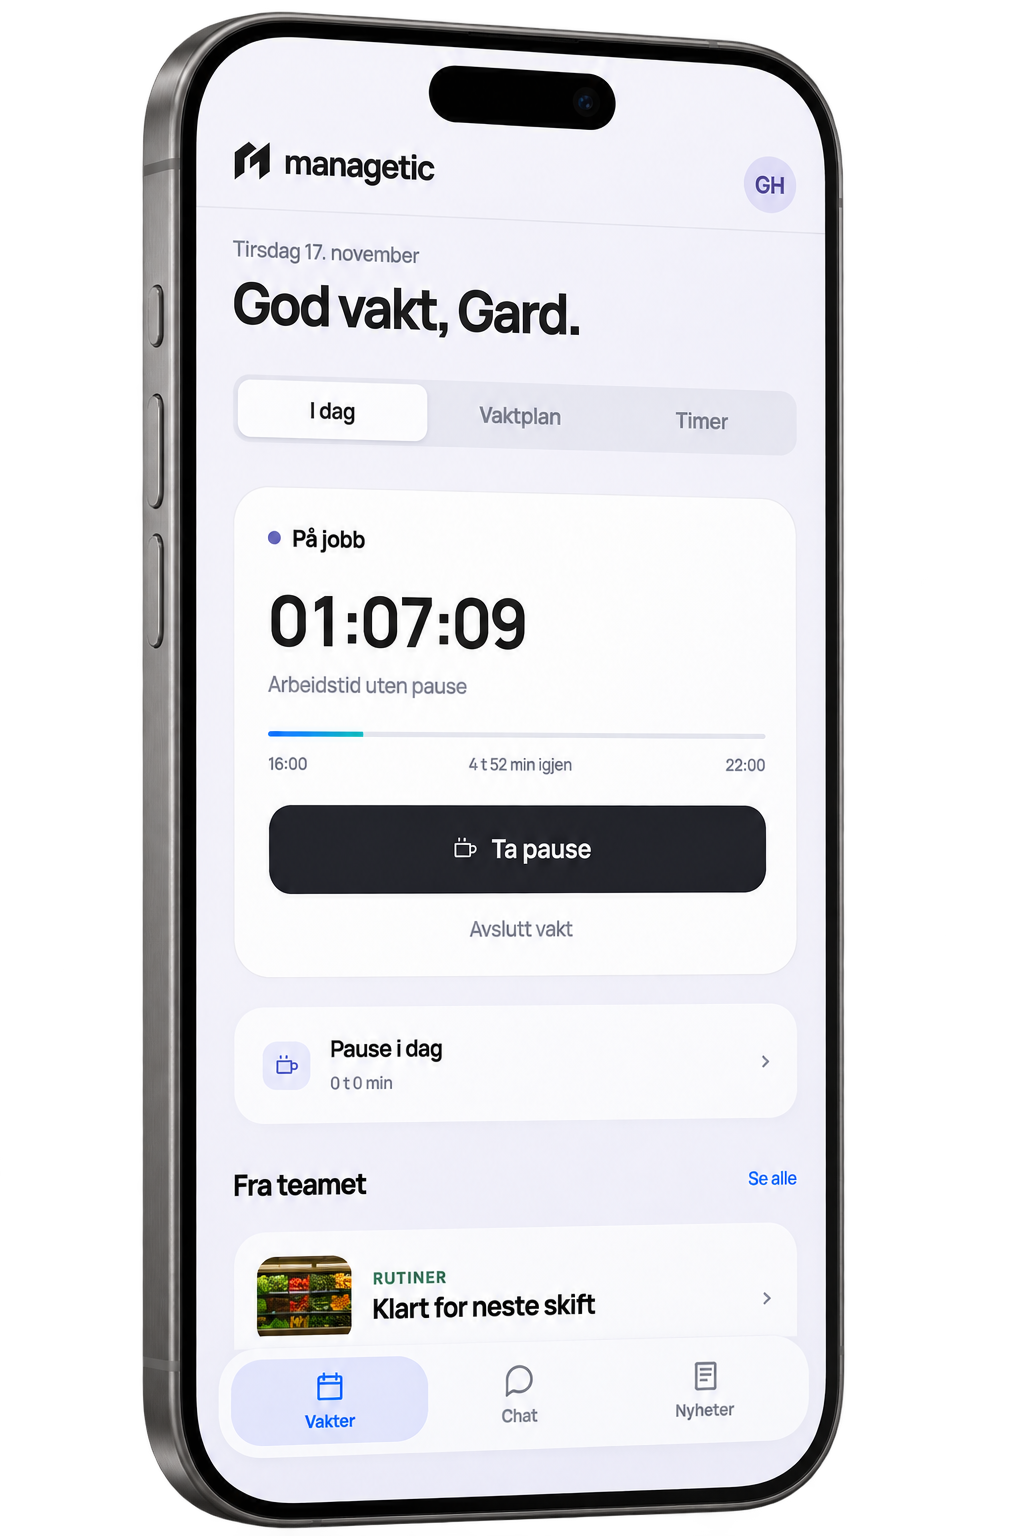 managetic
GH
Tirsdag 17. november
God vakt, Gard.
I dag
Vaktplan
Timer
På jobb
01:07:09
Arbeidstid uten pause
16:00
4 t 52 min igjen
22:00
Ta pause
Avslutt vakt
Pause i dag
0 t 0 min
Fra teamet
Se alle
RUTINER
Klart for neste skift
Vakter
Chat
Nyheter